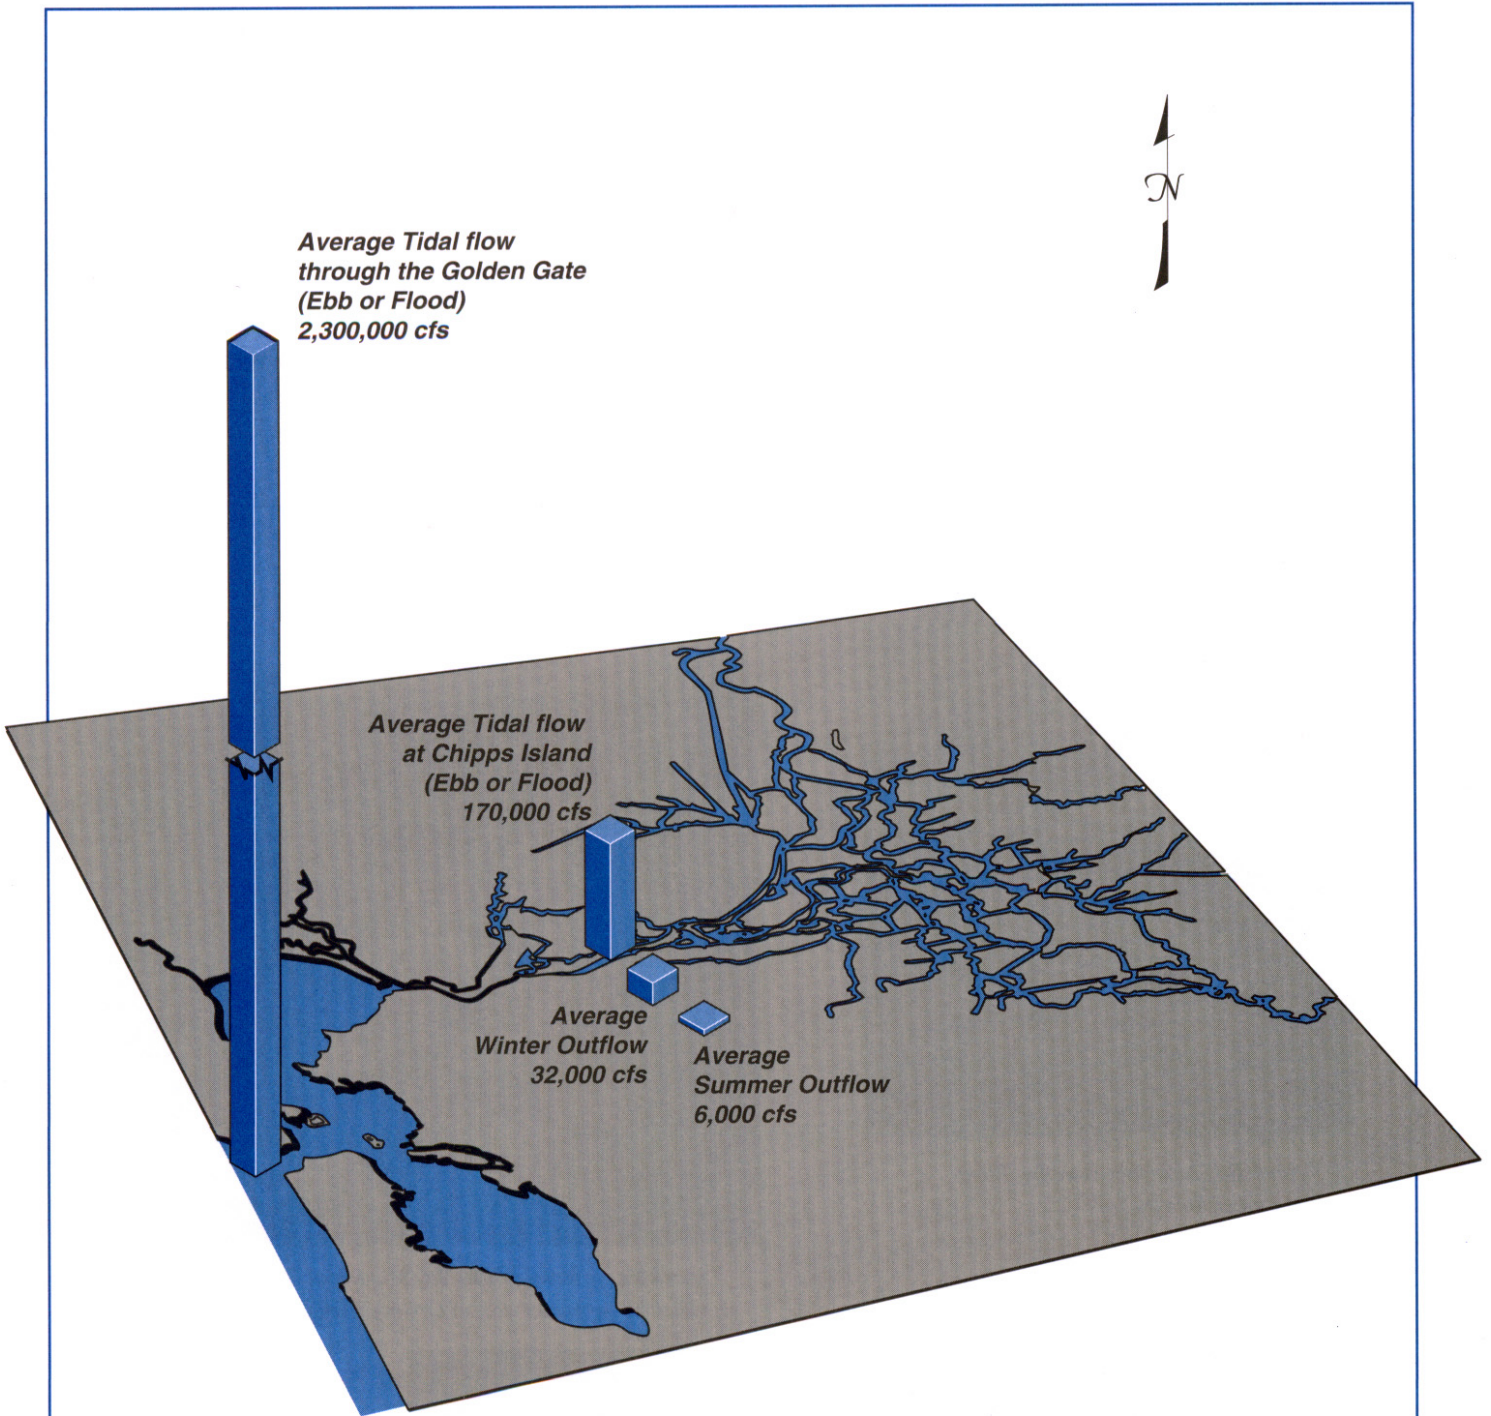 N
Average Tidal flow
through the Golden Gate
(Ebb or Flood)
2,300,000 cfs
Average Tidal flow
at Chipps Island
(Ebb or Flood)
170,000 cfs
Average
Winter Outflow
32,000 cfs
Average
Summer Outflow
6,000 cfs